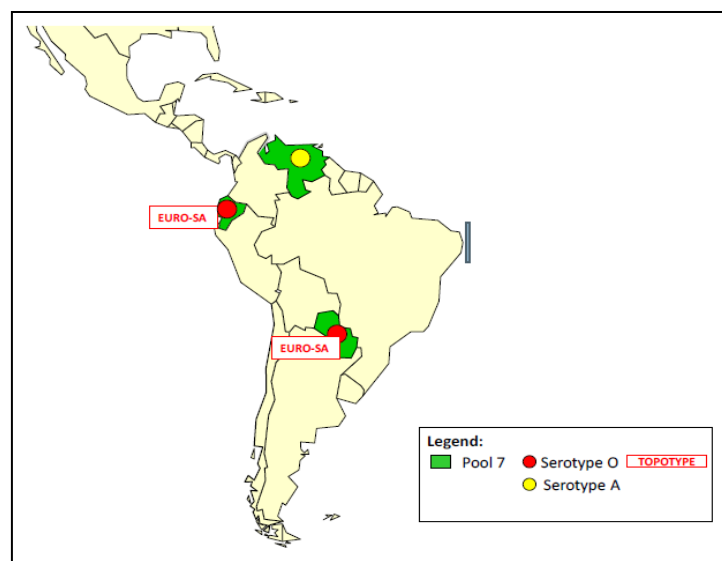 EURO-SA
EURO-SA
Legend:
Pool 7 Serotype O TOPOTYPE
Serotype A